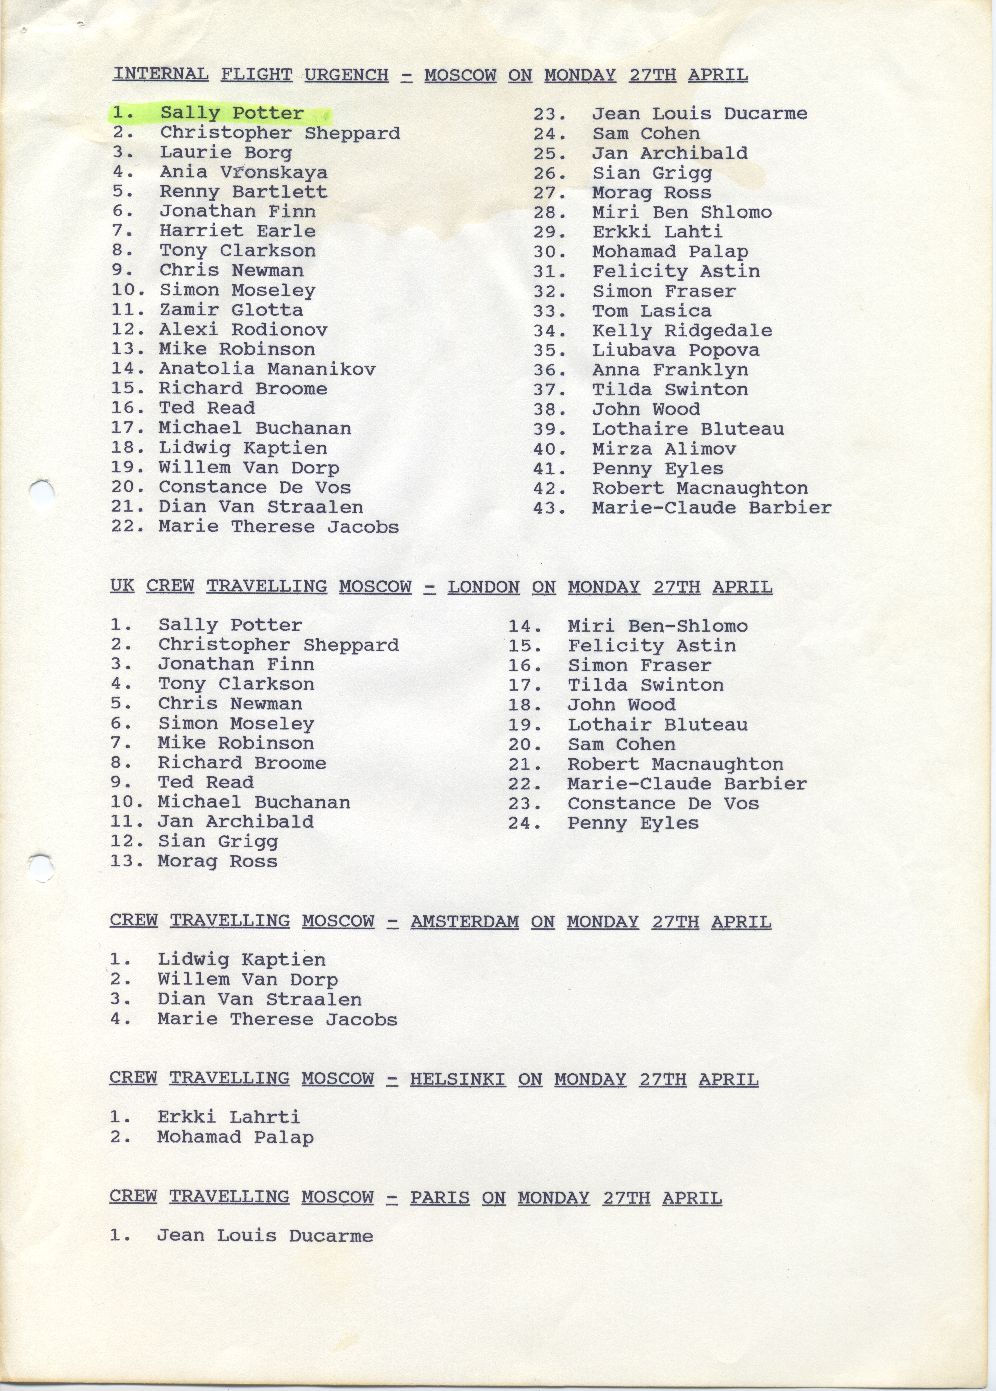 INTERNAL FLIGHT URGENCH - MOSCOW ON MONDAY 27TH APRIL
1. Sally Potter
2. Christopher Sheppard
3. Laurie Borg
4. Ania Vronskaya
5. Renny Bartlett
6. Jonathan Finn
7. Harriet Earle
8. Tony Clarkson
9. Chris Newman
10. Simon Moseley
11. Zamir Glotta
12. Alexi Rodionov
13. Mike Robinson
14. Anatolia Mananikov
15. Richard Broome
16. Ted Read
17. Michael Buchanan
18. Lidwig Kaptien
19. Willem Van Dorp
20. Constance De Vos
21. Dian Van Straalen
22. Marie Therese Jacobs
23. Jean Louis Ducarme
24. Sam Cohen
25. Jan Archibald
26. Sian Grigg
27. Morag Ross
28. Miri Ben Shlomo
29. Erkki Lahti
30. Mohamad Palap
31. Felicity Astin
32. Simon Fraser
33. Tom Lasica
34. Kelly Ridgedale
35. Liubava Popova
36. Anna Franklyn
37. Tilda Swinton
38. John Wood
39. Lothaire Bluteau
40. Mirza Alimov
41. Penny Eyles
42. Robert Macnaughton
43. Marie-Claude Barbier
UK CREW TRAVELLING MOSCOW - LONDON ON MONDAY 27TH APRIL
1. Sally Potter
2. Christopher Sheppard
3. Jonathan Finn
4. Tony Clarkson
5. Chris Newman
6. Simon Moseley
7. Mike Robinson
8. Richard Broome
9. Ted Read
10. Michael Buchanan
11. Jan Archibald
12. Sian Grigg
13. Morag Ross
14. Miri Ben-Shlomo
15. Felicity Astin
16. Simon Fraser
17. Tilda Swinton
18. John Wood
19. Lothair Bluteau
20. Sam Cohen
21. Robert Macnaughton
22. Marie-Claude Barbier
23. Constance De Vos
24. Penny Eyles
CREW TRAVELLING MOSCOW - AMSTERDAM ON MONDAY 27TH APRIL
1. Lidwig Kaptien
2. Willem Van Dorp
3. Dian Van Straalen
4. Marie Therese Jacobs
CREW TRAVELLING MOSCOW - HELSINKI ON MONDAY 27TH APRIL
1. Erkki Lahrti
2. Mohamad Palap
CREW TRAVELLING MOSCOW - PARIS ON MONDAY 27TH APRIL
1. Jean Louis Ducarme